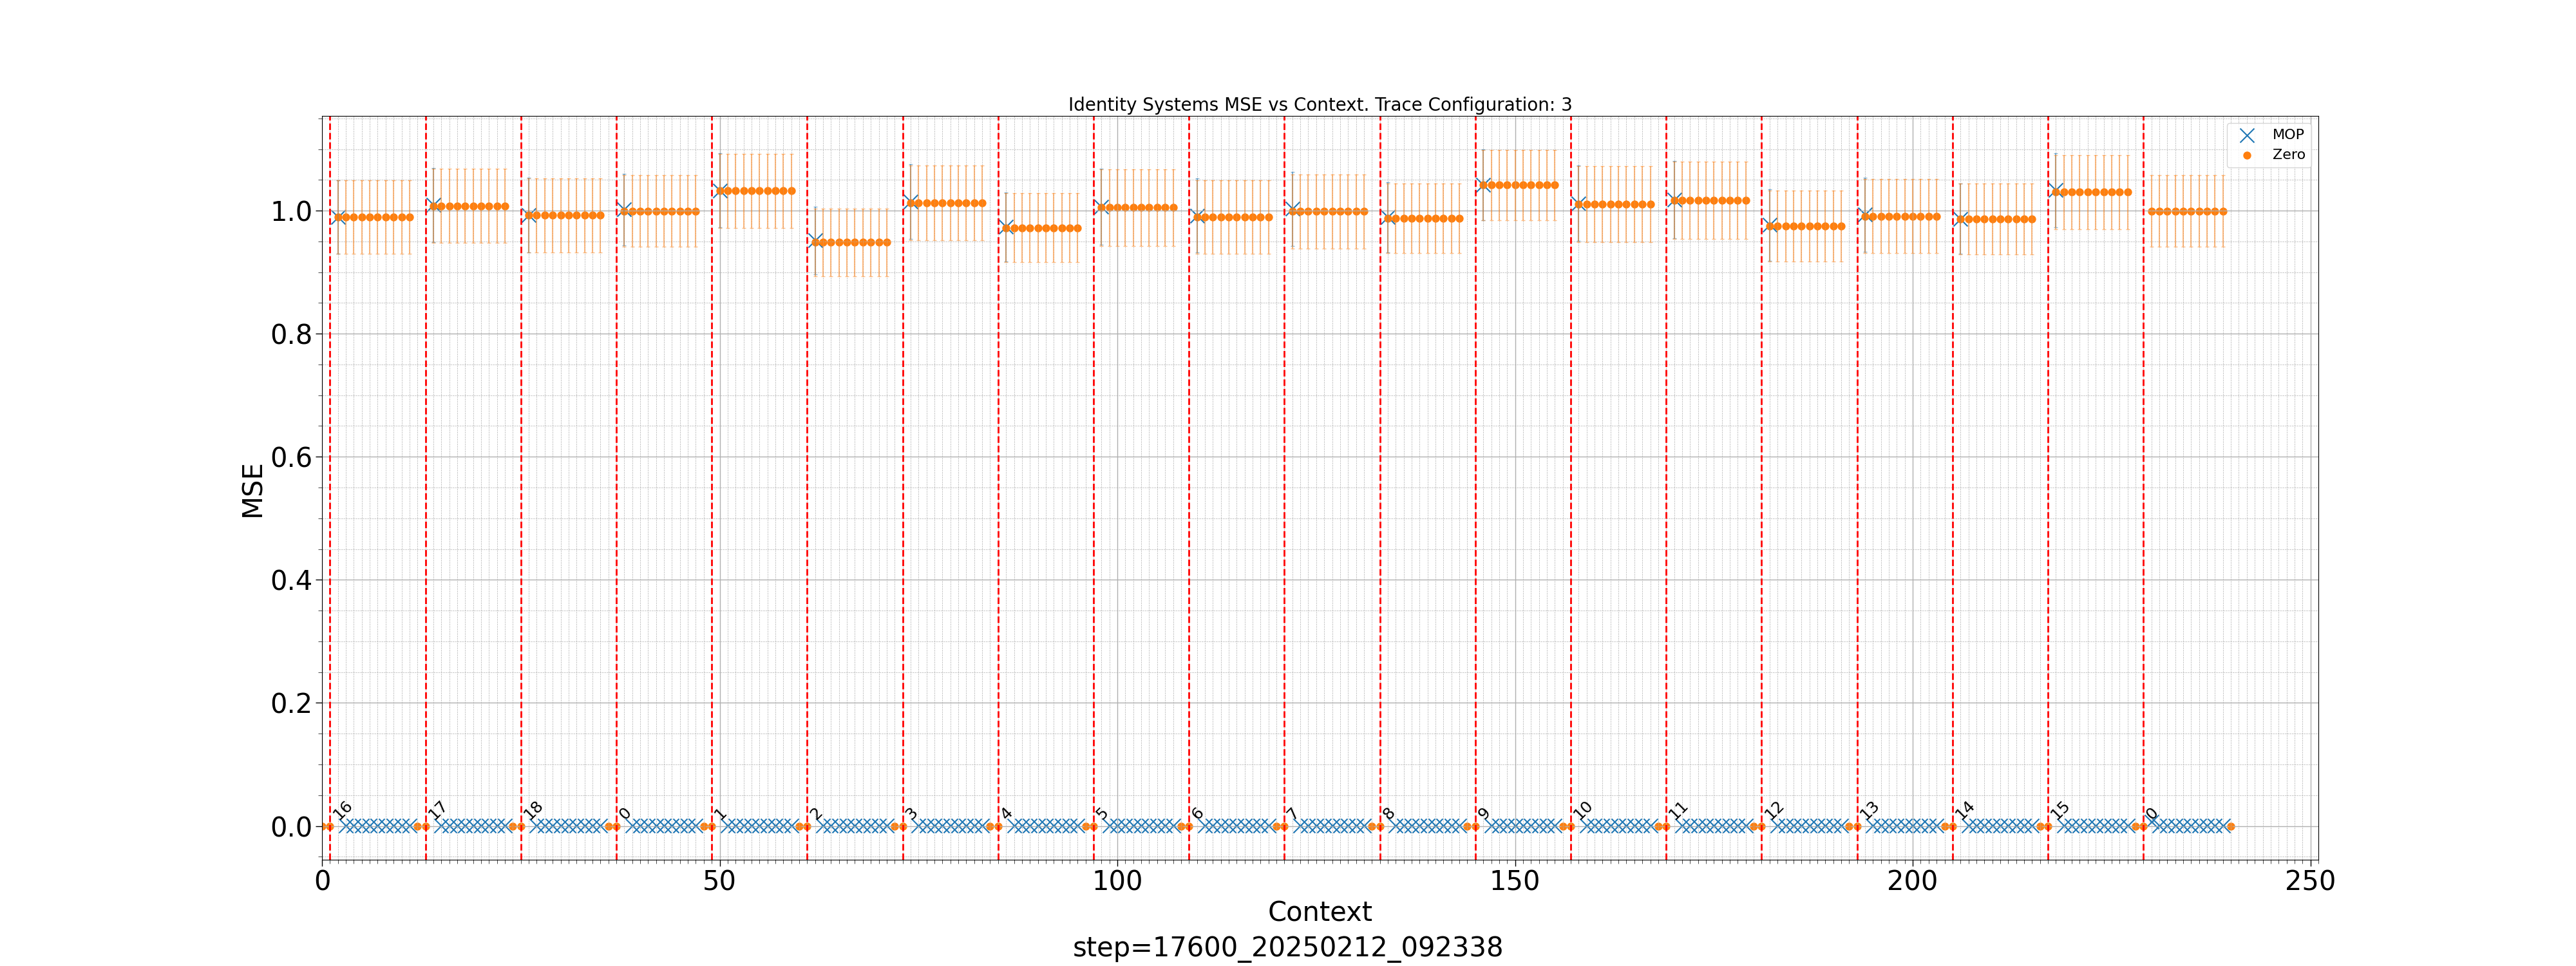 Identity Systems MSE vs Context. Trace Configuration: 3
MOP
Zero
1.0
0.8
0.6
0.4
0.2
0.0
MSE
16 17 18 0 1 2 3 4 5 6 7 8 9 10 11 12 13 14 15 0
0 50 100 150 200 250
Context
step=17600_20250212_092338